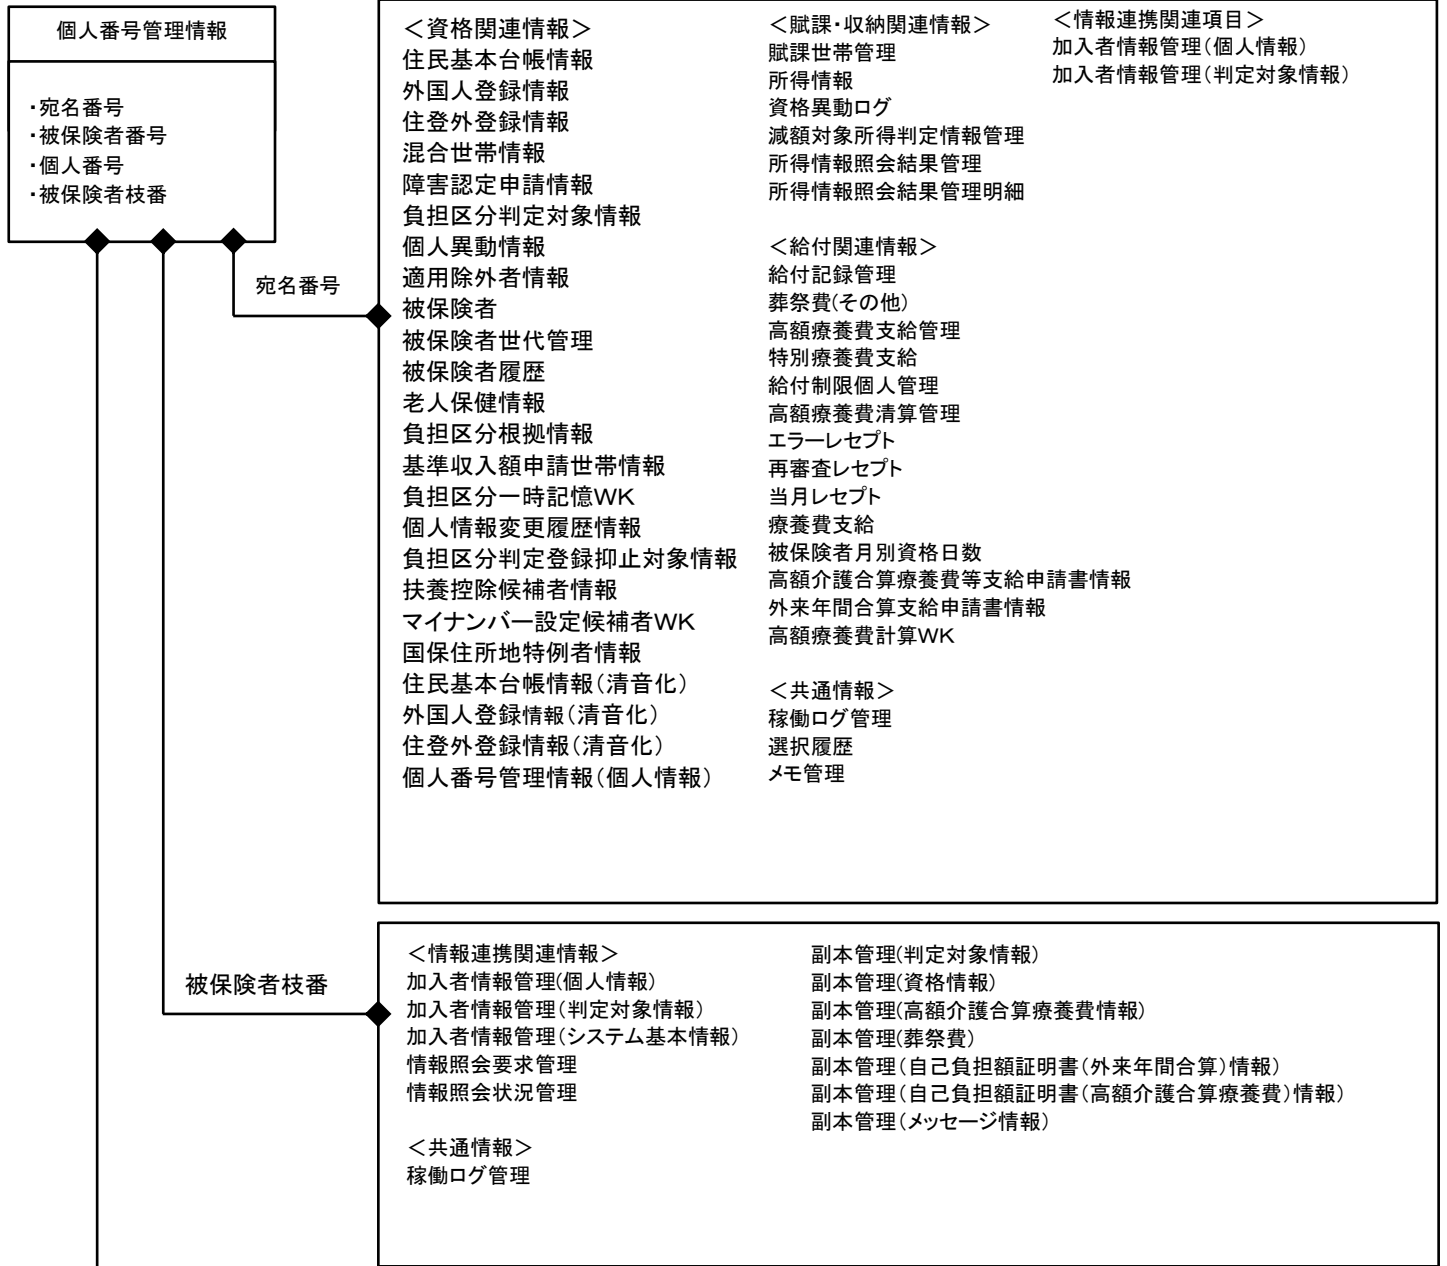 個人番号管理情報
・宛名番号
・被保険者番号
・個人番号
・被保険者枝番
宛名番号
＜資格関連情報＞
住民基本台帳情報
外国人登録情報
住登外登録情報
混合世帯情報
障害認定申請情報
負担区分判定対象情報
個人異動情報
適用除外者情報
被保険者
被保険者世代管理
被保険者履歴
老人保健情報
負担区分根拠情報
基準収入額申請世帯情報
負担区分一時記憶WK
個人情報変更履歴情報
負担区分判定登録抑止対象情報
扶養控除候補者情報
マイナンバー設定候補者WK
国保住所地特例者情報
住民基本台帳情報（清音化）
外国人登録情報（清音化）
住登外登録情報（清音化）
個人番号管理情報（個人情報）
＜賦課・収納関連情報＞
賦課世帯管理
所得情報
資格異動ログ
減額対象所得判定情報管理
所得情報照会結果管理
所得情報照会結果管理明細
＜給付関連情報＞
給付記録管理
葬祭費(その他)
高額療養費支給管理
特別療養費支給
給付制限個人管理
高額療養費清算管理
エラーレセプト
再審査レセプト
当月レセプト
療養費支給
被保険者月別資格日数
高額介護合算療養費等支給申請書情報
外来年間合算支給申請書情報
高額療養費計算WK
＜共通情報＞
稼働ログ管理
選択履歴
メモ管理
＜情報連携関連項目＞
加入者情報管理（個人情報）
加入者情報管理（判定対象情報）
被保険者枝番
＜情報連携関連情報＞
加入者情報管理(個人情報)
加入者情報管理（判定対象情報）
加入者情報管理（システム基本情報）
情報照会要求管理
情報照会状況管理
＜共通情報＞
稼働ログ管理
副本管理(判定対象情報)
副本管理(資格情報)
副本管理(高額介護合算療養費情報)
副本管理(葬祭費)
副本管理（自己負担額証明書(外来年間合算)情報）
副本管理（自己負担額証明書（高額介護合算療養費）情報）
副本管理（メッセージ情報）